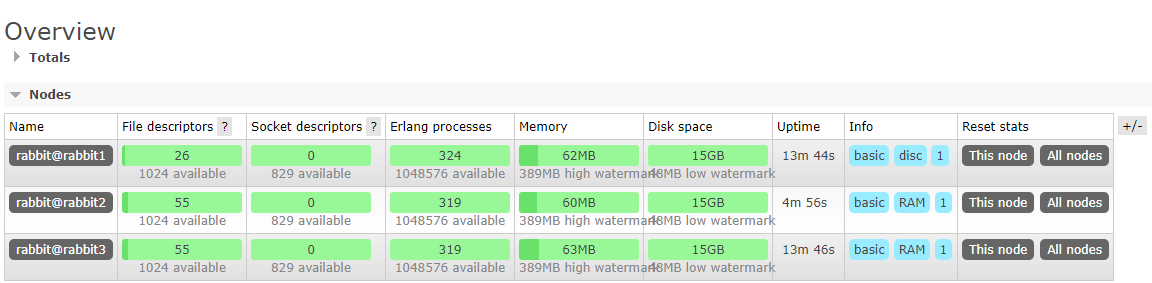 Overview
Totals
Nodes
Name File descriptors ? Socket descriptors ? Erlang processes Memory Disk space Uptime Info Reset stats +/-
rabbit@rabbit1 26 0 324 62MB 15GB 13m 44s basic disc 1 This node All nodes
1024 available 829 available 1048576 available 389MB high watermark 48MB low watermark
rabbit@rabbit2 55 0 319 60MB 15GB 4m 56s basic RAM 1 This node All nodes
1024 available 829 available 1048576 available 389MB high watermark 48MB low watermark
rabbit@rabbit3 55 0 319 63MB 15GB 13m 46s basic RAM 1 This node All nodes
1024 available 829 available 1048576 available 389MB high watermark 48MB low watermark